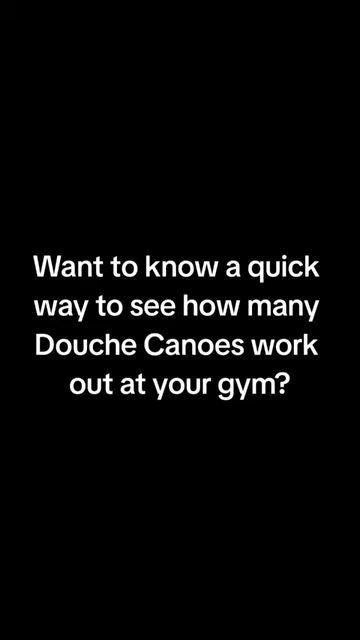 Want to know a quick
way to see how many
Douche Canoes work
out at your gym?